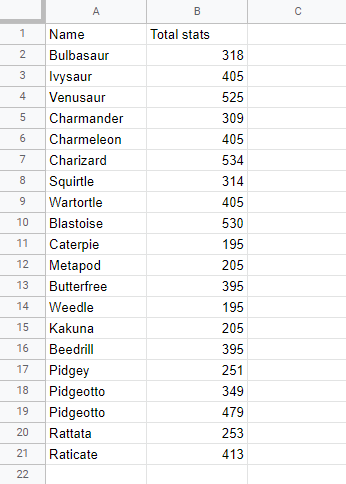 A B C
1 Name Total stats
2 Bulbasaur 318
3 Ivysaur 405
4 Venusaur 525
5 Charmander 309
6 Charmeleon 405
7 Charizard 534
8 Squirtle 314
9 Wartortle 405
10 Blastoise 530
11 Caterpie 195
12 Metapod 205
13 Butterfree 395
14 Weedle 195
15 Kakuna 205
16 Beedrill 395
17 Pidgey 251
18 Pidgeotto 349
19 Pidgeotto 479
20 Rattata 253
21 Raticate 413
22